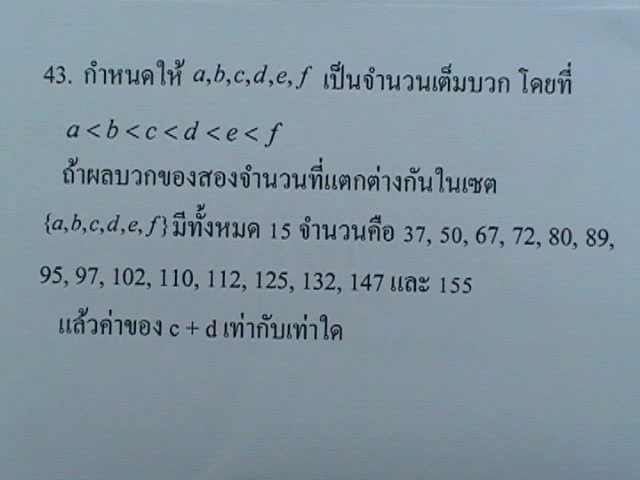 43. กำหนดให้ a,b,c,d,e,f เป็นจำนวนเต็มบวก โดยที่
a < b < c < d < e < f
ถ้าผลบวกของสองจำนวนที่แตกต่างกันในเซต
{a,b,c,d,e,f} มีทั้งหมด 15 จำนวนคือ 37, 50, 67, 72, 80, 89,
95, 97, 102, 110, 112, 125, 132, 147 และ 155
แล้วค่าของ c + d เท่ากับเท่าใด